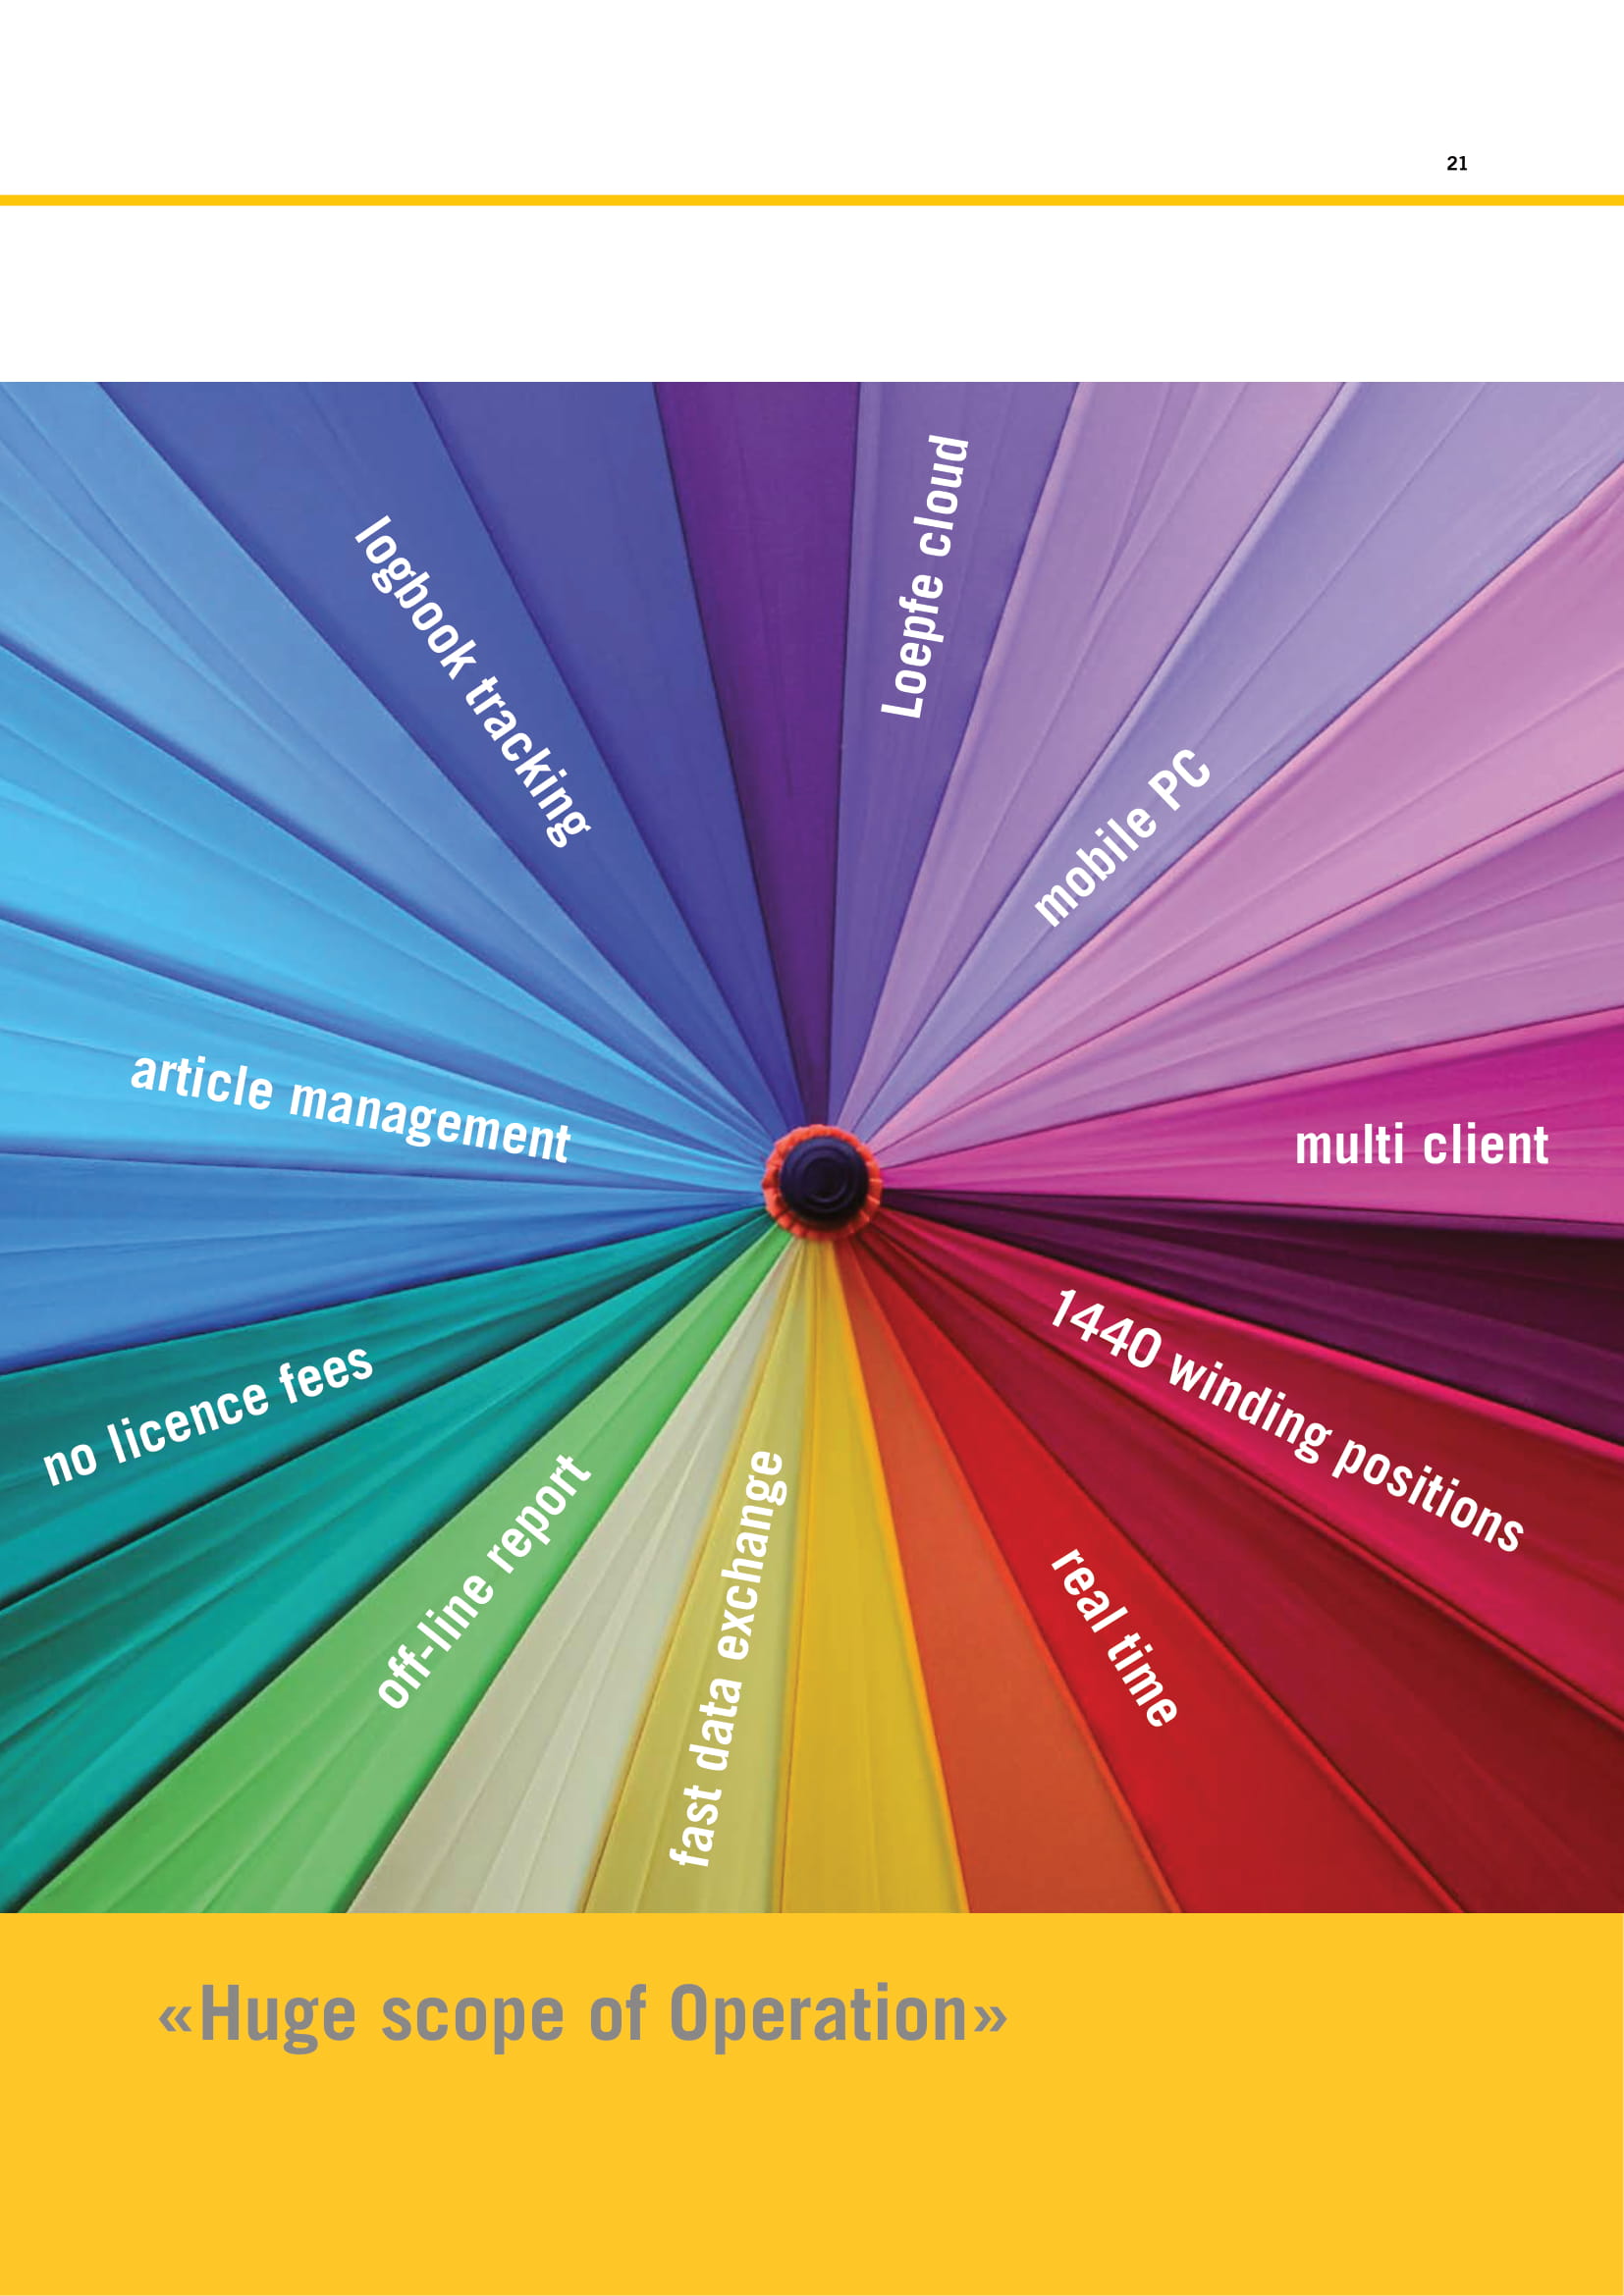 21
Loepfe cloud
logbook tracking
mobile PC
article management
multi client
1440 winding positions
no licence fees
off-line report
fast data exchange
real time
«Huge scope of Operation»